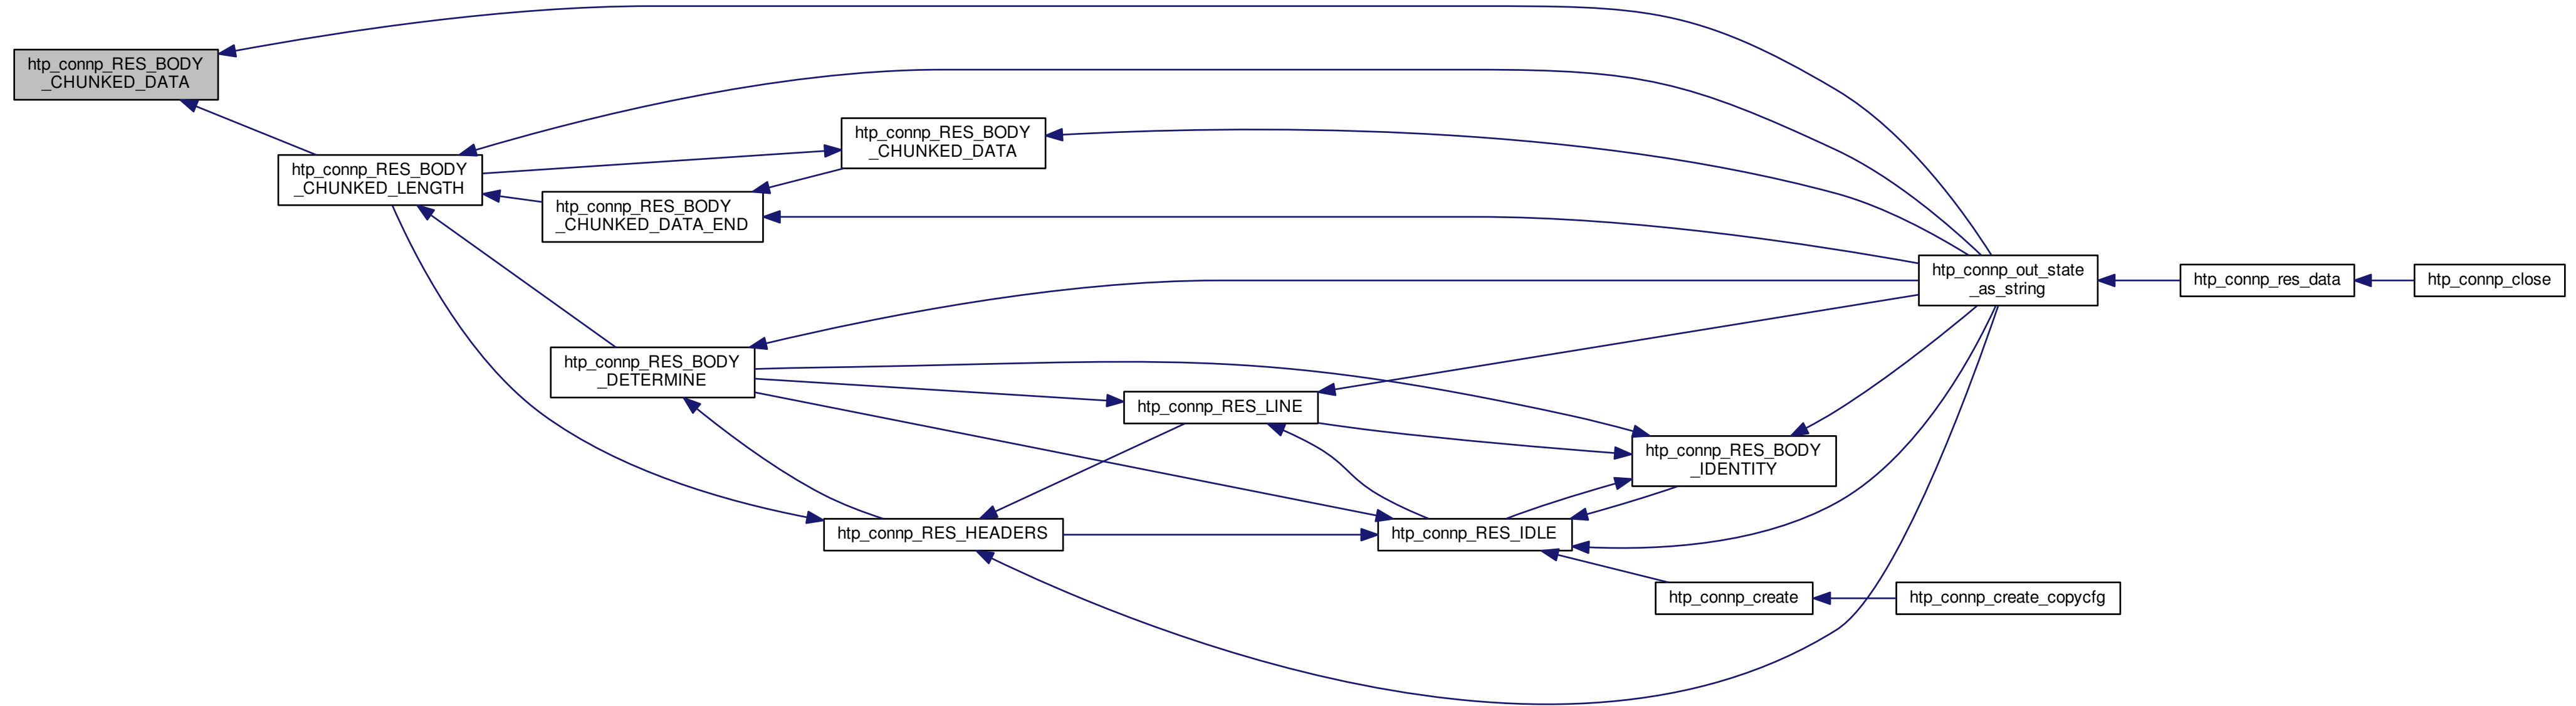 htp_connp_RES_BODY
_CHUNKED_DATA
htp_connp_RES_BODY
_CHUNKED_LENGTH
htp_connp_RES_BODY
_CHUNKED_DATA
htp_connp_RES_BODY
_CHUNKED_DATA_END
htp_connp_out_state
_as_string
htp_connp_res_data
htp_connp_close
htp_connp_RES_BODY
_DETERMINE
htp_connp_RES_LINE
htp_connp_RES_BODY
_IDENTITY
htp_connp_RES_HEADERS
htp_connp_RES_IDLE
htp_connp_create
htp_connp_create_copycfg